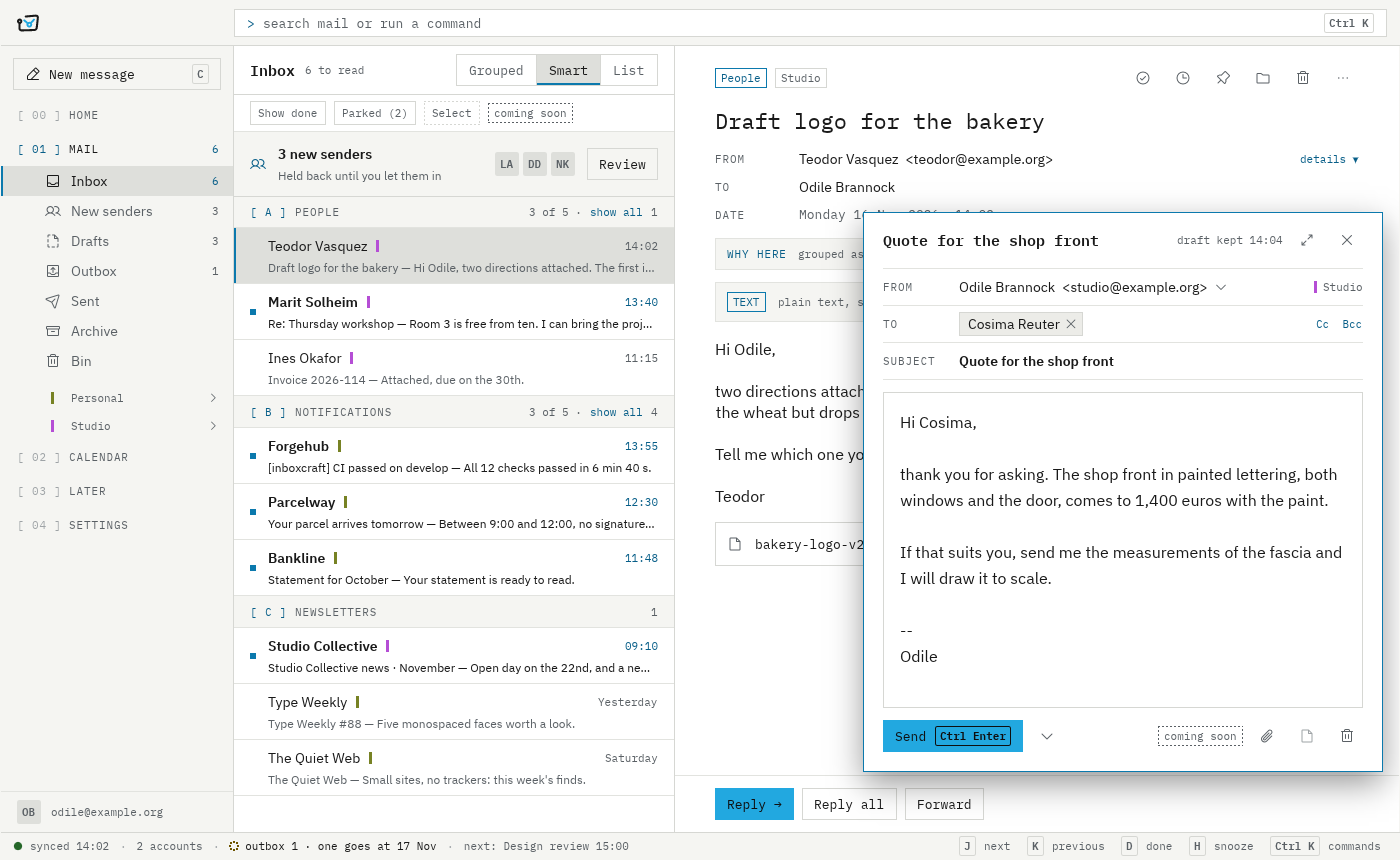 > search mail or run a command Ctrl K
New message C
[ 00 ] HOME
[ 01 ] MAIL 6
Inbox 6
New senders 3
Drafts 3
Outbox 1
Sent
Archive
Bin
Personal
Studio
[ 02 ] CALENDAR
[ 03 ] LATER
[ 04 ] SETTINGS
OB odile@example.org
Inbox 6 to read Grouped Smart List
Show done Parked (2) Select coming soon
3 new senders
Held back until you let them in
LA DD NK Review
[ A ] PEOPLE 3 of 5 · show all 1
Teodor Vasquez 14:02
Draft logo for the bakery — Hi Odile, two directions attached. The first i…
Marit Solheim 13:40
Re: Thursday workshop — Room 3 is free from ten. I can bring the proj…
Ines Okafor 11:15
Invoice 2026-114 — Attached, due on the 30th.
[ B ] NOTIFICATIONS 3 of 5 · show all 4
Forgehub 13:55
[inboxcraft] CI passed on develop — All 12 checks passed in 6 min 40 s.
Parcelway 12:30
Your parcel arrives tomorrow — Between 9:00 and 12:00, no signature…
Bankline 11:48
Statement for October — Your statement is ready to read.
[ C ] NEWSLETTERS 1
Studio Collective 09:10
Studio Collective news · November — Open day on the 22nd, and a ne…
Type Weekly Yesterday
Type Weekly #88 — Five monospaced faces worth a look.
The Quiet Web Saturday
The Quiet Web — Small sites, no trackers: this week's finds.
People Studio
Draft logo for the bakery
FROM Teodor Vasquez <teodor@example.org> details ▾
TO Odile Brannock
DATE Monday
WHY HERE grouped as
TEXT plain text, s
Hi Odile,
two directions attach
the wheat but drops
Tell me which one yo
Teodor
bakery-logo-v2
Reply → Reply all Forward
Quote for the shop front draft kept 14:04
FROM Odile Brannock <studio@example.org> Studio
TO Cosima Reuter Cc Bcc
SUBJECT Quote for the shop front
Hi Cosima,
thank you for asking. The shop front in painted lettering, both
windows and the door, comes to 1,400 euros with the paint.
If that suits you, send me the measurements of the fascia and
I will draw it to scale.
--
Odile
Send Ctrl Enter coming soon
synced 14:02 · 2 accounts · outbox 1 · one goes at 17 Nov · next: Design review 15:00
J next K previous D done H snooze Ctrl K commands